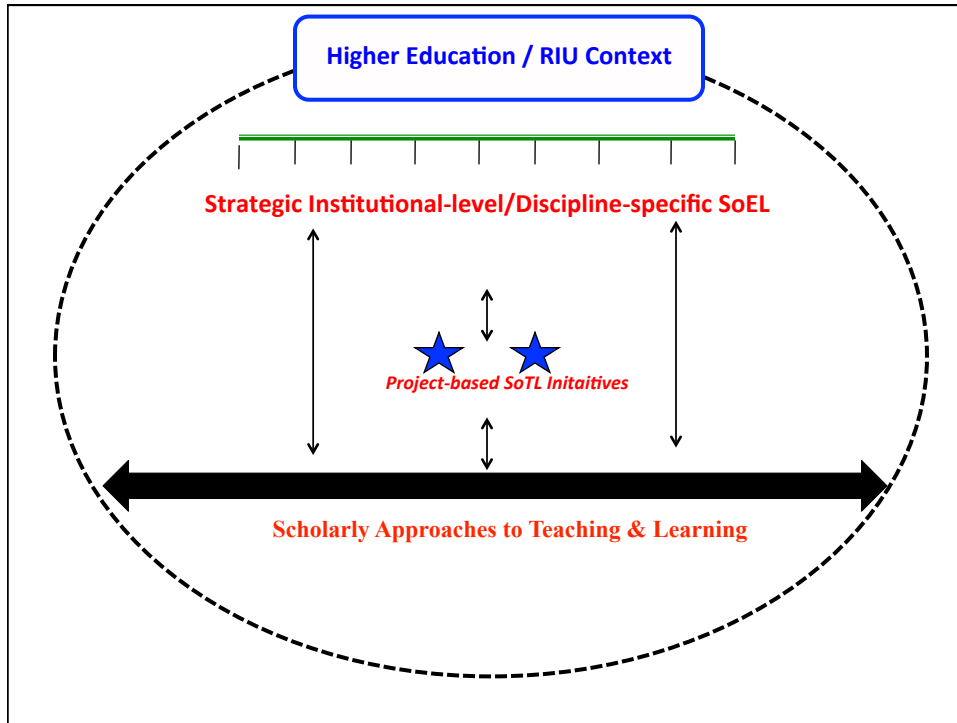 Higher Education / RIU Context
Strategic Institutional-level/Discipline-specific SoEL
Project-based SoTL Initaitives
Scholarly Approaches to Teaching & Learning